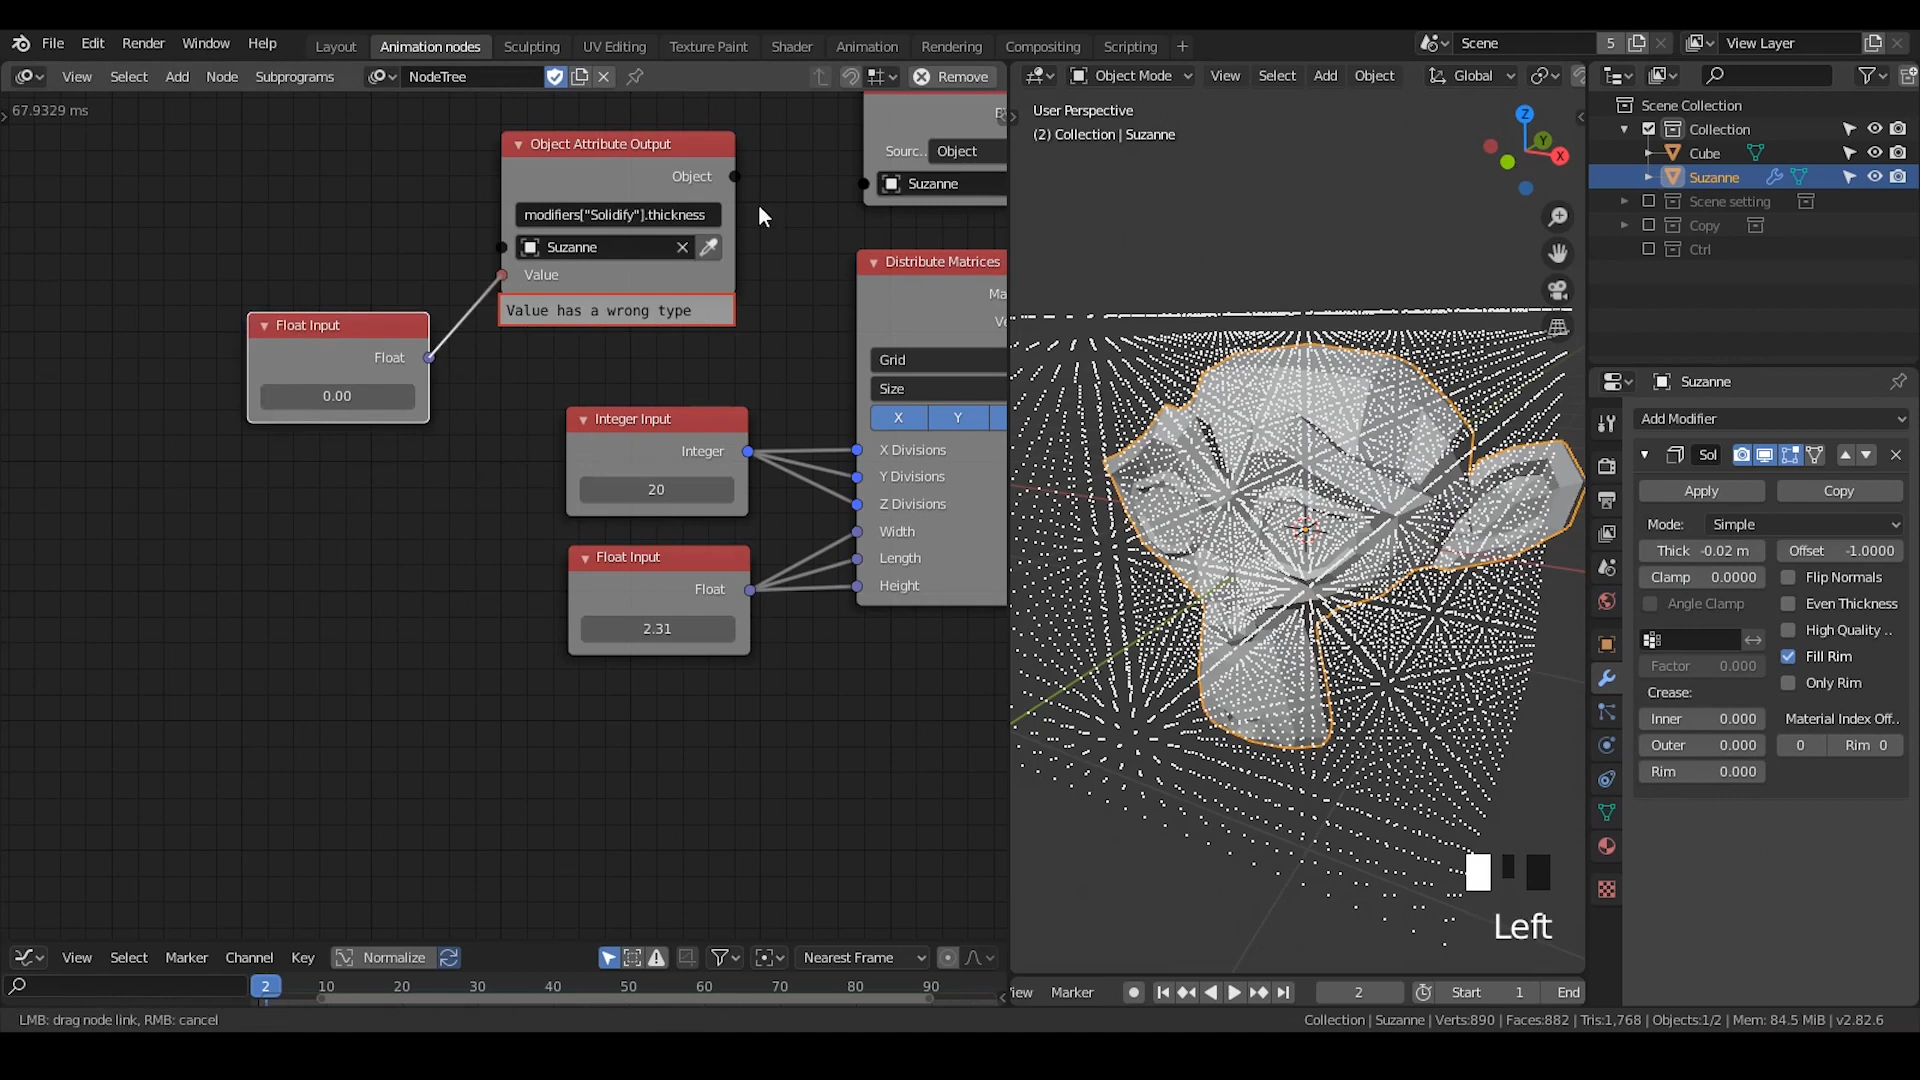 File Edit Render Window Help
Layout Animation nodes Sculpting UV Editing Texture Paint Shader Animation Rendering Compositing Scripting +
Scene 5 View Layer
View Select Add Node Subprograms NodeTree Remove
Object Mode View Select Add Object Global
67.9329 ms
Object Attribute Output
Object
modifiers["Solidify"].thickness
Suzanne
Value
Value has a wrong type
Float Input
Float
0.00
Integer Input
Integer
20
Float Input
Float
2.31
Sourc.. Object
Suzanne
Distribute Matrices
Ma
Ve
Grid
Size
X Y
X Divisions
Y Divisions
Z Divisions
Width
Length
Height
User Perspective
(2) Collection | Suzanne
Z
Y
X
Left
Scene Collection
Collection
Cube
Suzanne
Scene setting
Copy
Ctrl
Suzanne
Add Modifier
Sol
Apply Copy
Mode: Simple
Thick -0.02 m Offset -1.0000
Clamp 0.0000 Flip Normals
Angle Clamp Even Thickness
High Quality ..
Factor 0.000 Fill Rim
Crease: Only Rim
Inner 0.000 Material Index Off..
Outer 0.000 0 Rim 0
Rim 0.000
View Select Marker Channel Key Normalize Nearest Frame
2 10 20 30 40 50 60 70 80 90
iew Marker 2 Start 1 End
LMB: drag node link, RMB: cancel
Collection | Suzanne | Verts:890 | Faces:882 | Tris:1,768 | Objects:1/2 | Mem: 84.5 MiB | v2.82.6